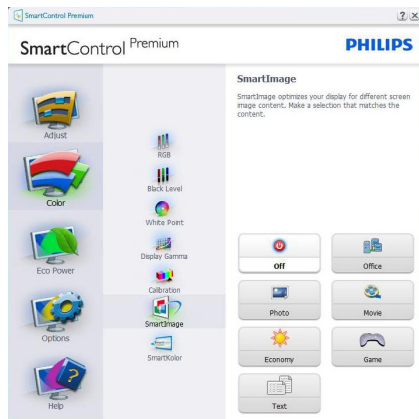 SmartControl Premium
SmartControl Premium
PHILIPS
Adjust
Color
Eco Power
Options
Help
RGB
Black Level
White Point
Display Gamma
Calibration
SmartImage
SmartKolor
SmartImage
SmartImage optimizes your display for different screen
image content. Make a selection that matches the
content.
Off
Office
Photo
Movie
Economy
Game
Text